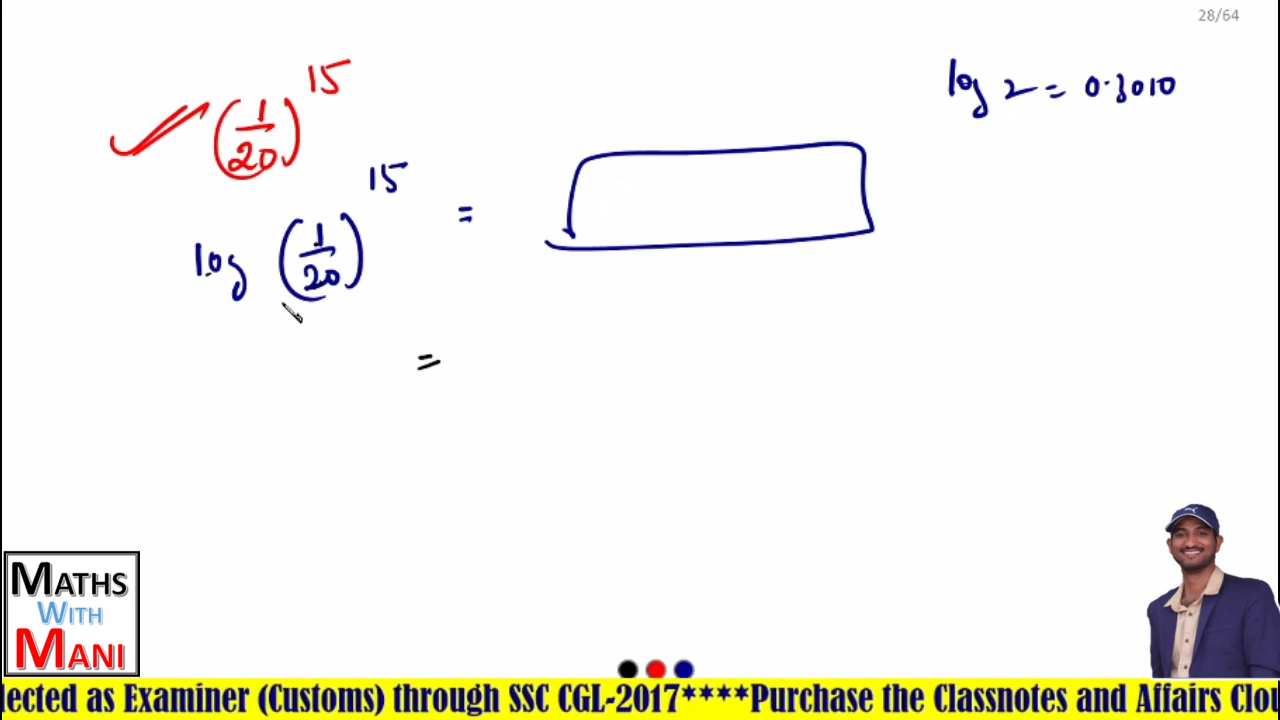 28/64
(1/20)^15
log 2 = 0.3010
log (1/20)^15 =
=
MATHS
WITH
MANI
lected as Examiner (Customs) through SSC CGL-2017****Purchase the Classnotes and Affairs Clou